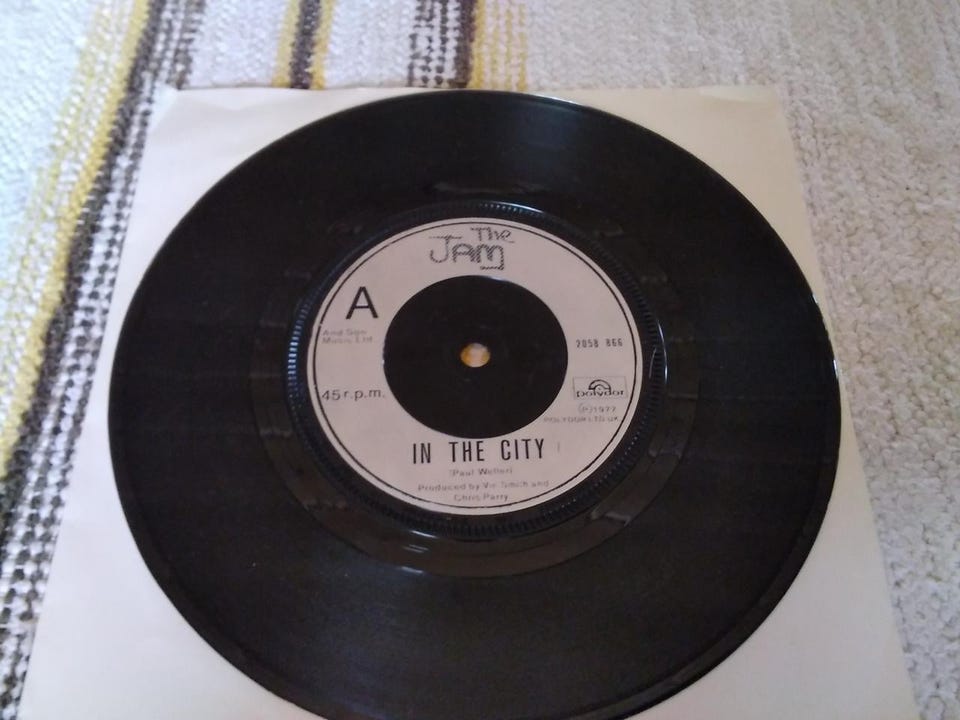 The
JAM
A
And Son
Music Ltd
2058 866
45 r.p.m.
polydor
Ⓟ1977
POLYDOR LTD UK
IN THE CITY
(Paul Weller)
Produced by Vic Smith and
Chris Parry